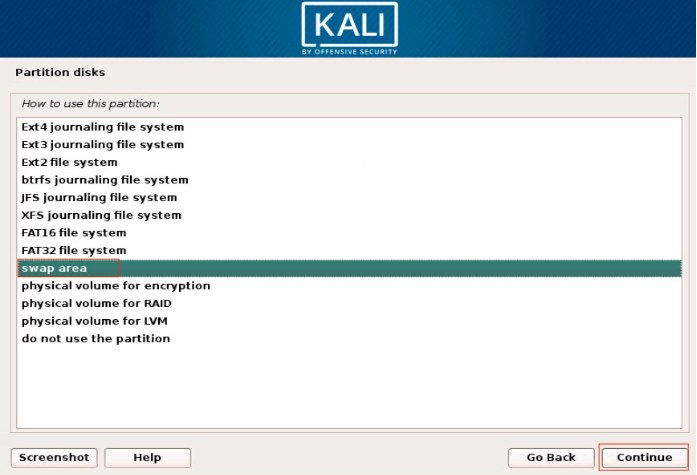 KALI
BY OFFENSIVE SECURITY
Partition disks
How to use this partition:
Ext4 journaling file system
Ext3 journaling file system
Ext2 file system
btrfs journaling file system
JFS journaling file system
XFS journaling file system
FAT16 file system
FAT32 file system
swap area
physical volume for encryption
physical volume for RAID
physical volume for LVM
do not use the partition
Screenshot Help Go Back Continue